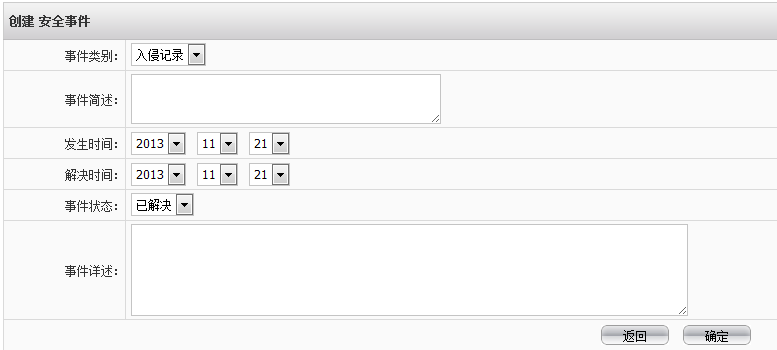 创建 安全事件
事件类别： 入侵记录
事件简述：
发生时间： 2013 11 21
解决时间： 2013 11 21
事件状态： 已解决
事件详述：
返回 确定